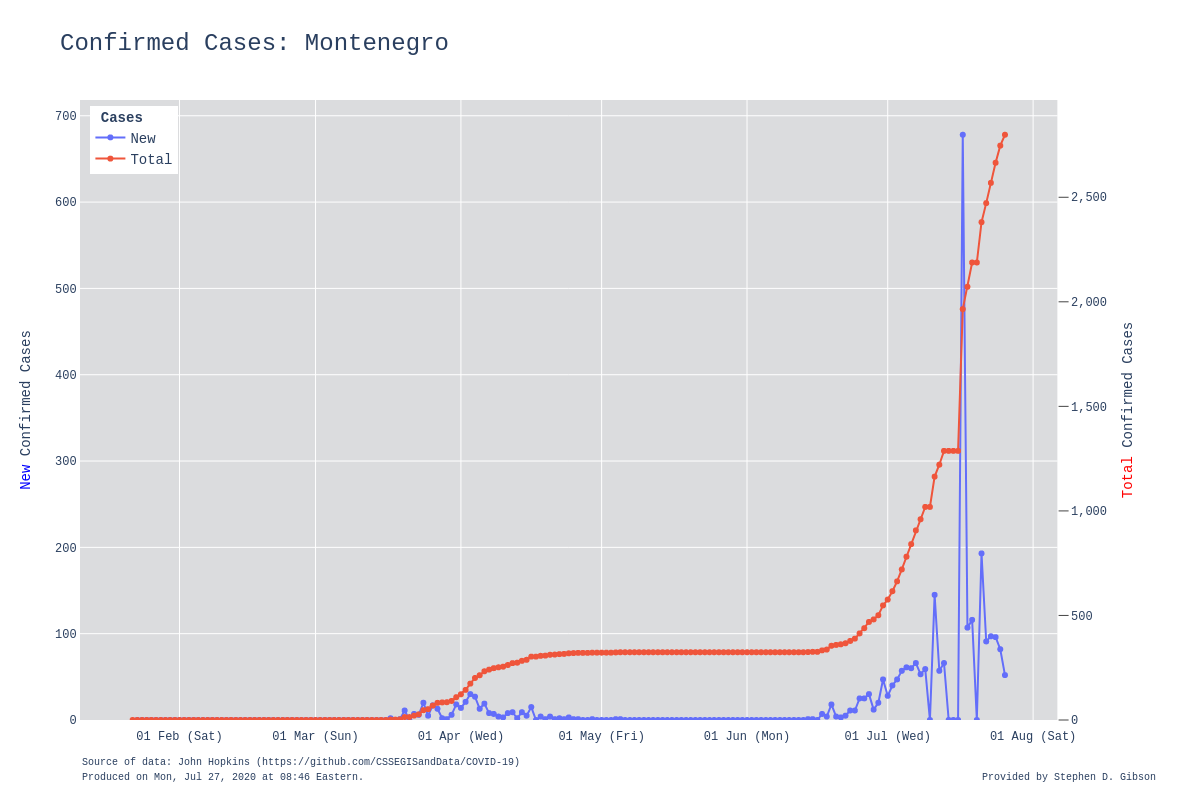 Confirmed Cases: Montenegro
Cases
New
Total
700
600
500
400
300
200
100
0
2,500
2,000
1,500
1,000
500
0
New Confirmed Cases
Total Confirmed Cases
01 Feb (Sat) 01 Mar (Sun) 01 Apr (Wed) 01 May (Fri) 01 Jun (Mon) 01 Jul (Wed) 01 Aug (Sat)
Source of data: John Hopkins (https://github.com/CSSEGISandData/COVID-19)
Produced on Mon, Jul 27, 2020 at 08:46 Eastern.
Provided by Stephen D. Gibson